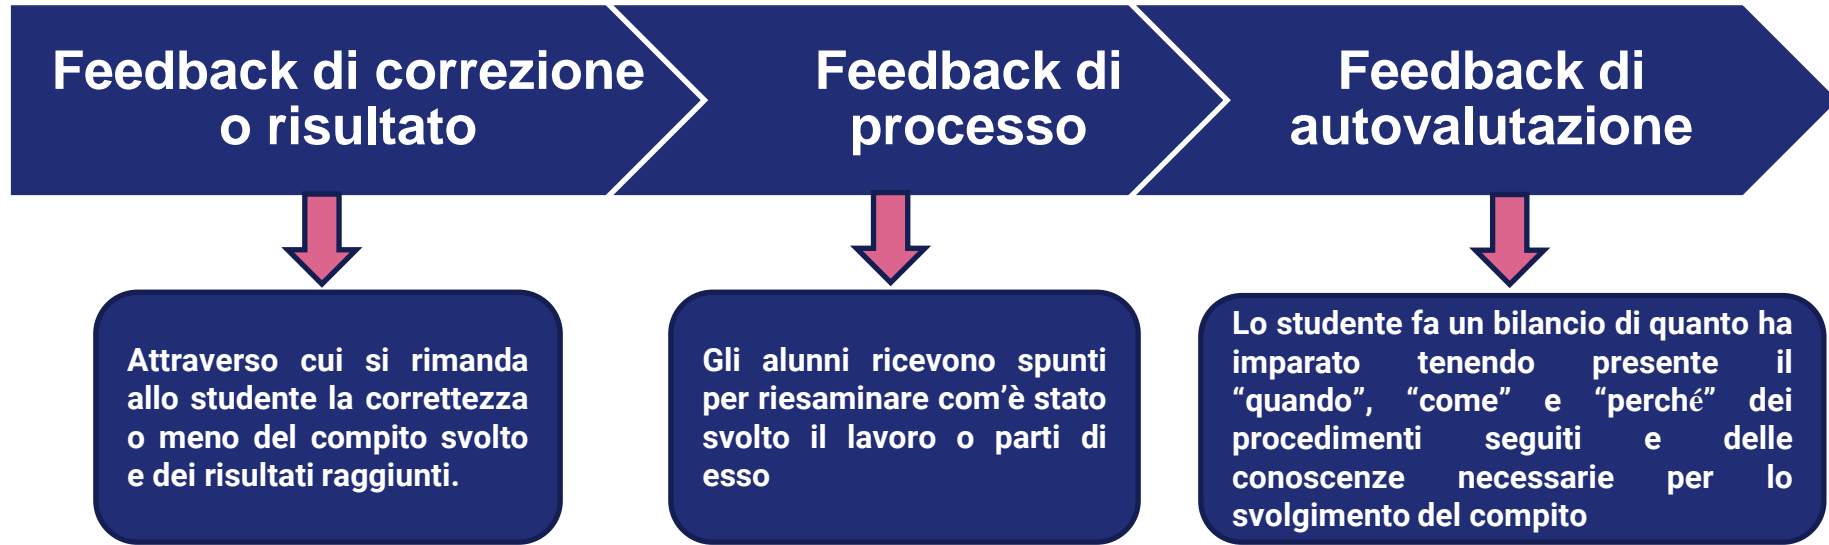 Feedback di correzione
o risultato
Feedback di
processo
Feedback di
autovalutazione
Attraverso cui si rimanda
allo studente la correttezza
o meno del compito svolto
e dei risultati raggiunti.
Gli alunni ricevono spunti
per riesaminare com’è stato
svolto il lavoro o parti di
esso
Lo studente fa un bilancio di quanto ha
imparato tenendo presente il
“quando”, “come” e “perché” dei
procedimenti seguiti e delle
conoscenze necessarie per lo
svolgimento del compito